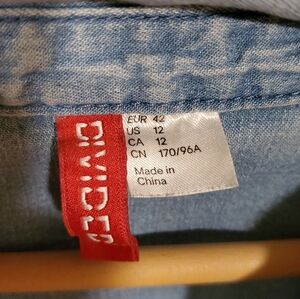 DIVIDED
EUR 42
US 12
CA 12
CN 170/96A
Made in
China